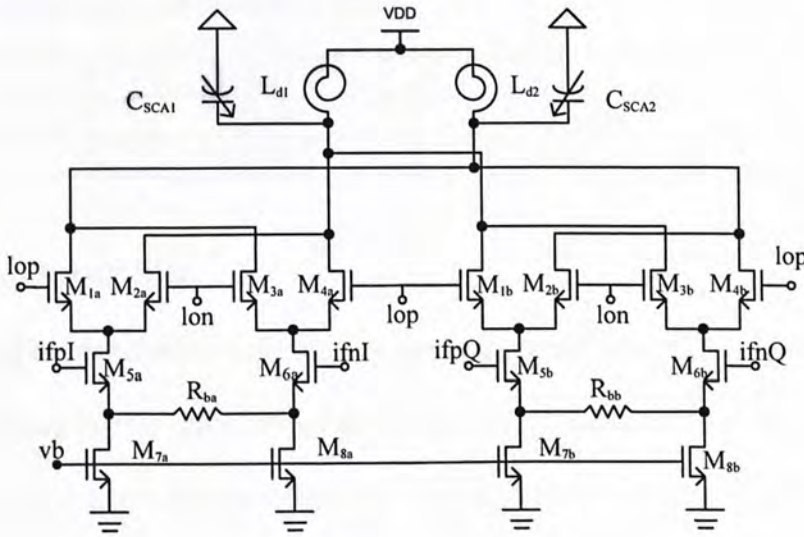 VDD
C_SCA1 L_d1 L_d2 C_SCA2
lop M_1a M_2a M_3a M_4a M_1b M_2b M_3b M_4b lop
lon lop lon
ifpI M_5a M_6a ifnI ifpQ M_5b M_6b ifnQ
R_ba R_bb
vb M_7a M_8a M_7b M_8b